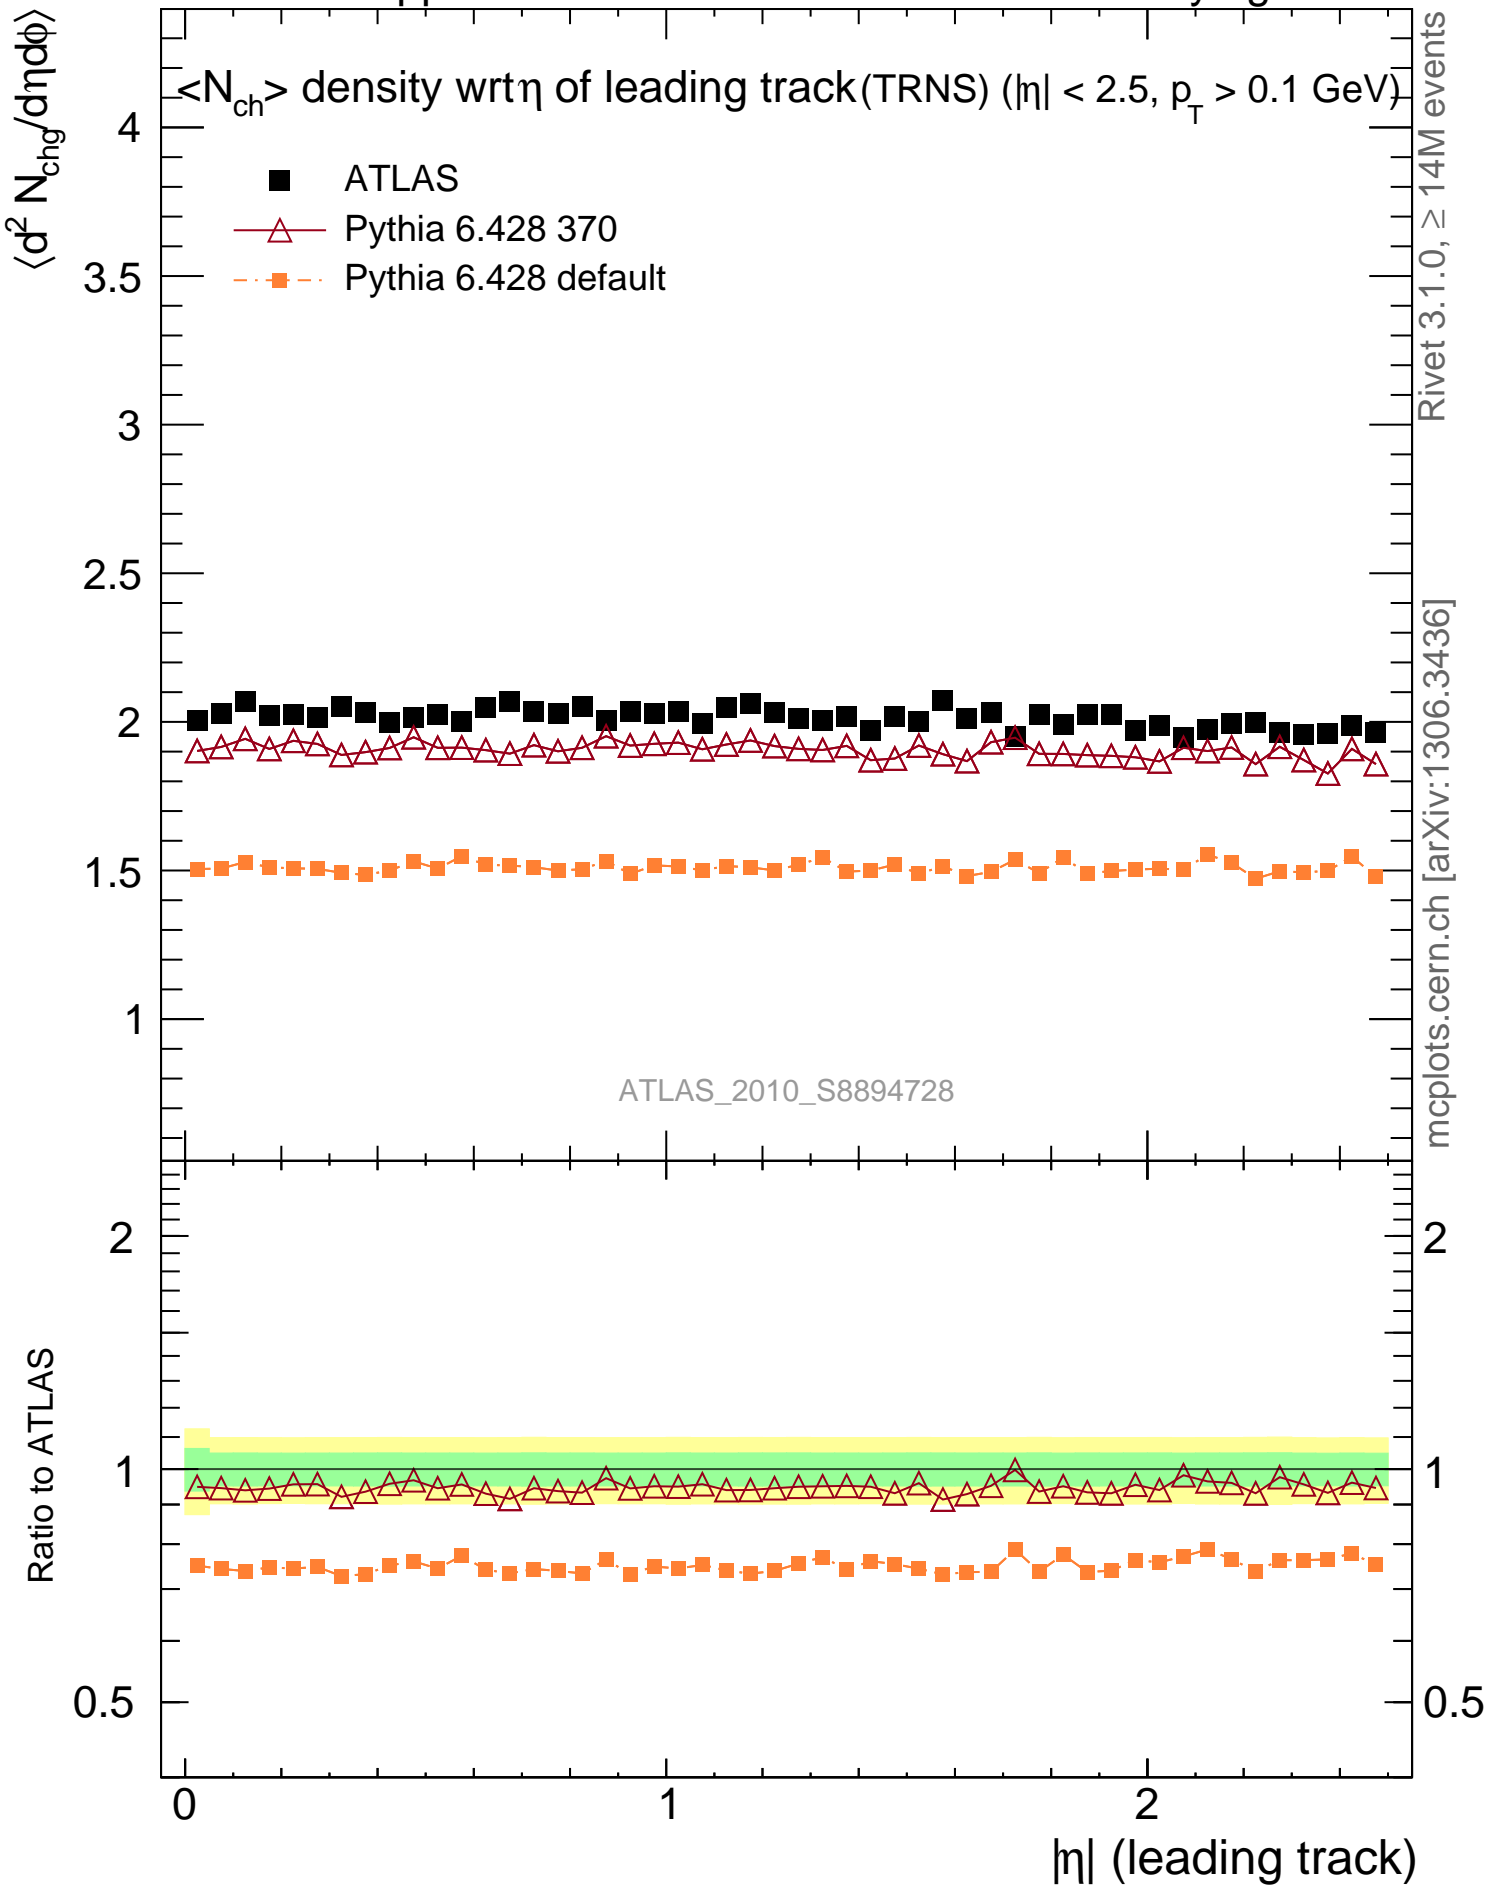 pp
<N_ch> density wrt η of leading track (TRNS) (|η| < 2.5, p_T > 0.1 GeV)
⟨d² N_chg/dηdϕ⟩
ATLAS
Pythia 6.428 370
Pythia 6.428 default
4
3.5
3
2.5
2
1.5
1
ATLAS_2010_S8894728
Rivet 3.1.0, ≥ 14M events
mcplots.cern.ch [arXiv:1306.3436]
Ratio to ATLAS
2
1
0.5
2
1
0.5
0
1
2
|η| (leading track)